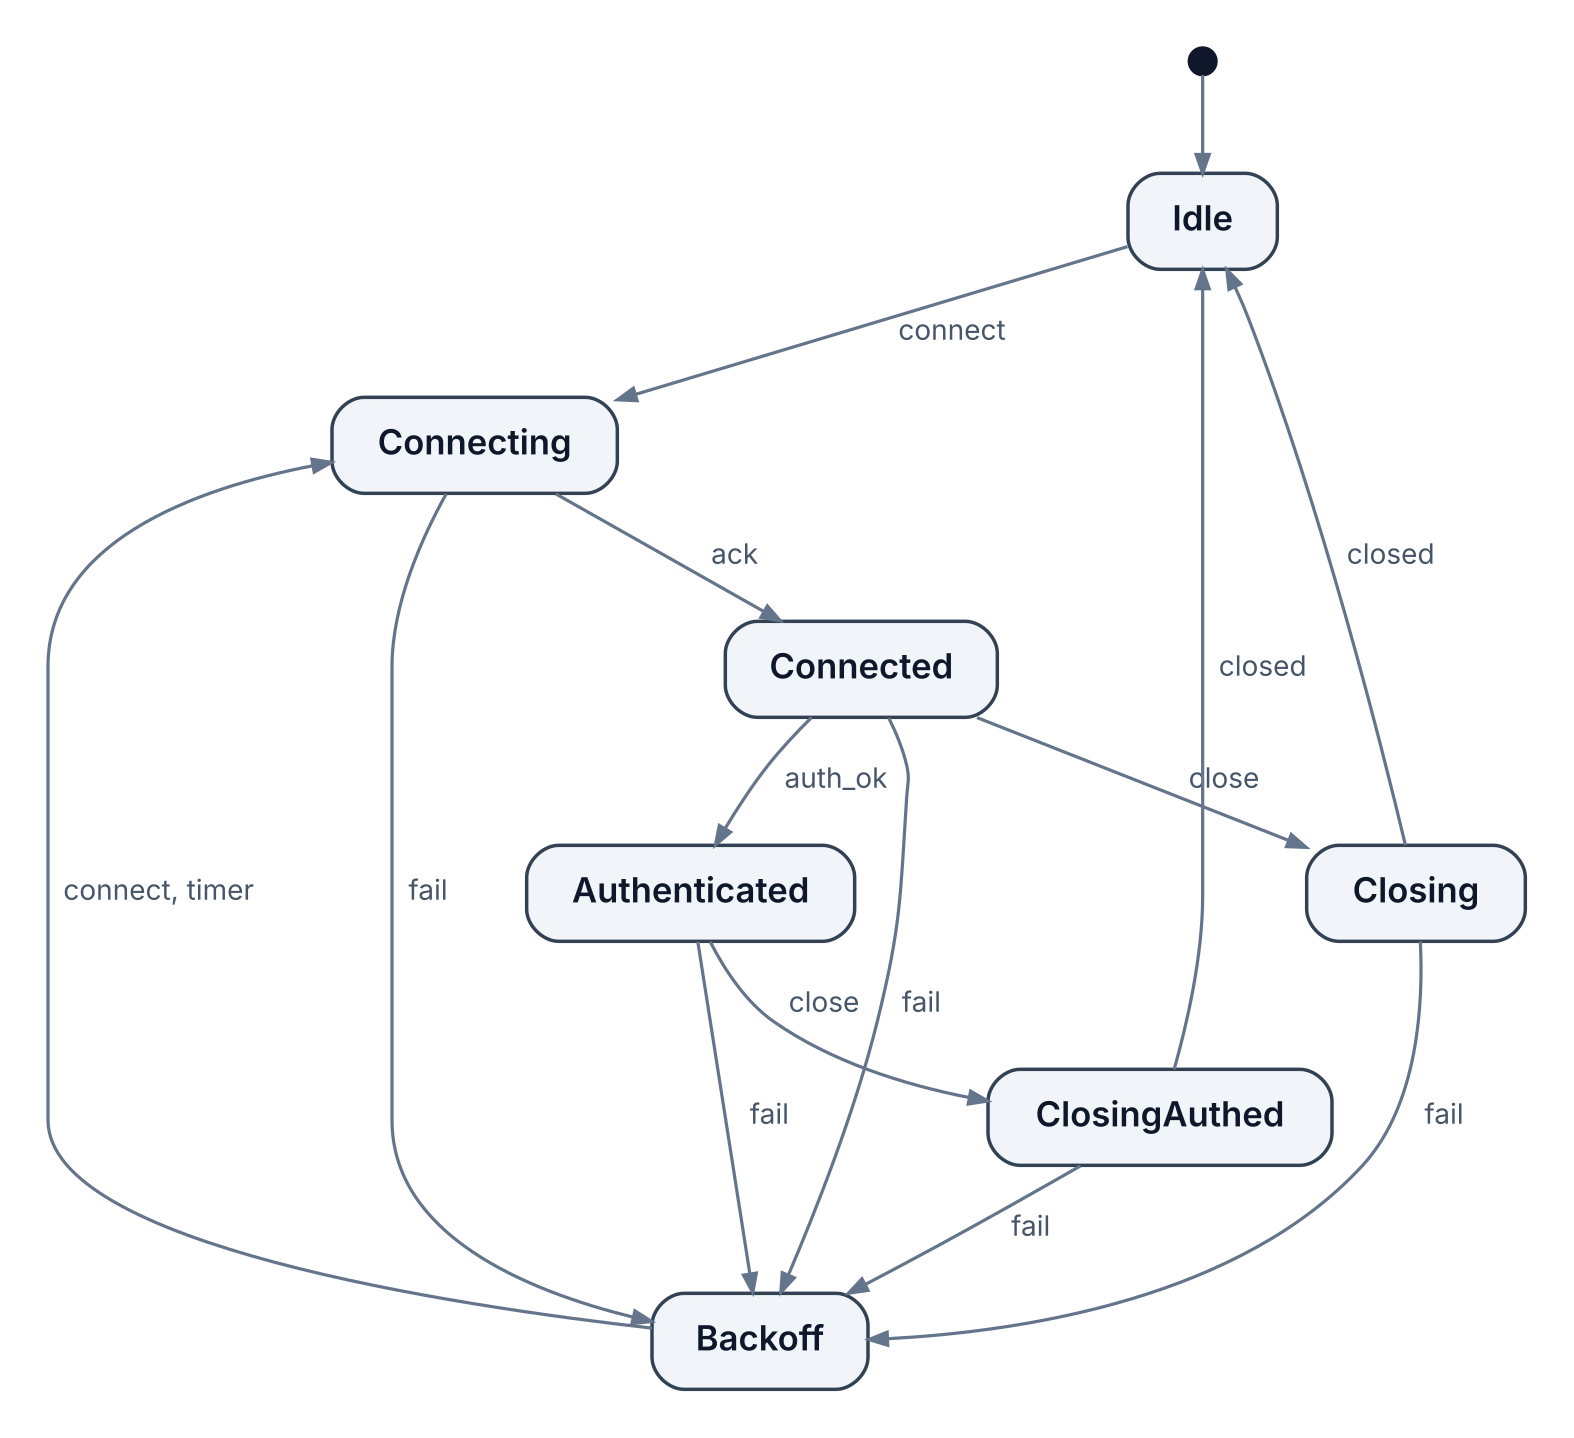 Idle
connect
Connecting
ack
closed
Connected
closed
auth_ok
close
connect, timer
fail
Authenticated
Closing
close
fail
fail
ClosingAuthed
fail
fail
Backoff